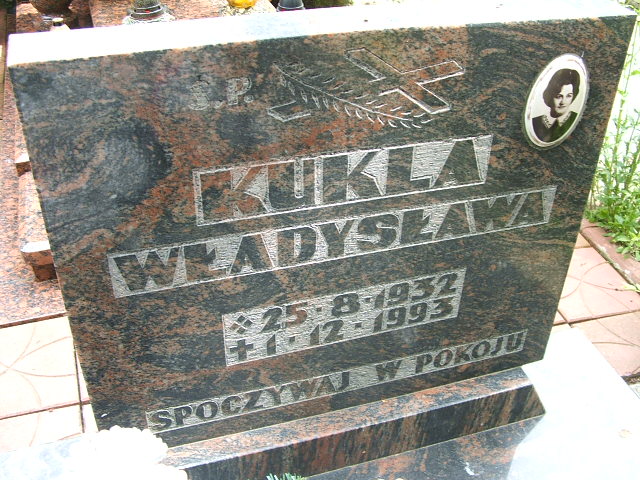 Ś.P.
KUKLA
WŁADYSŁAWA
25·8·1932
+1·12·1993
SPOCZYWAJ W POKOJU